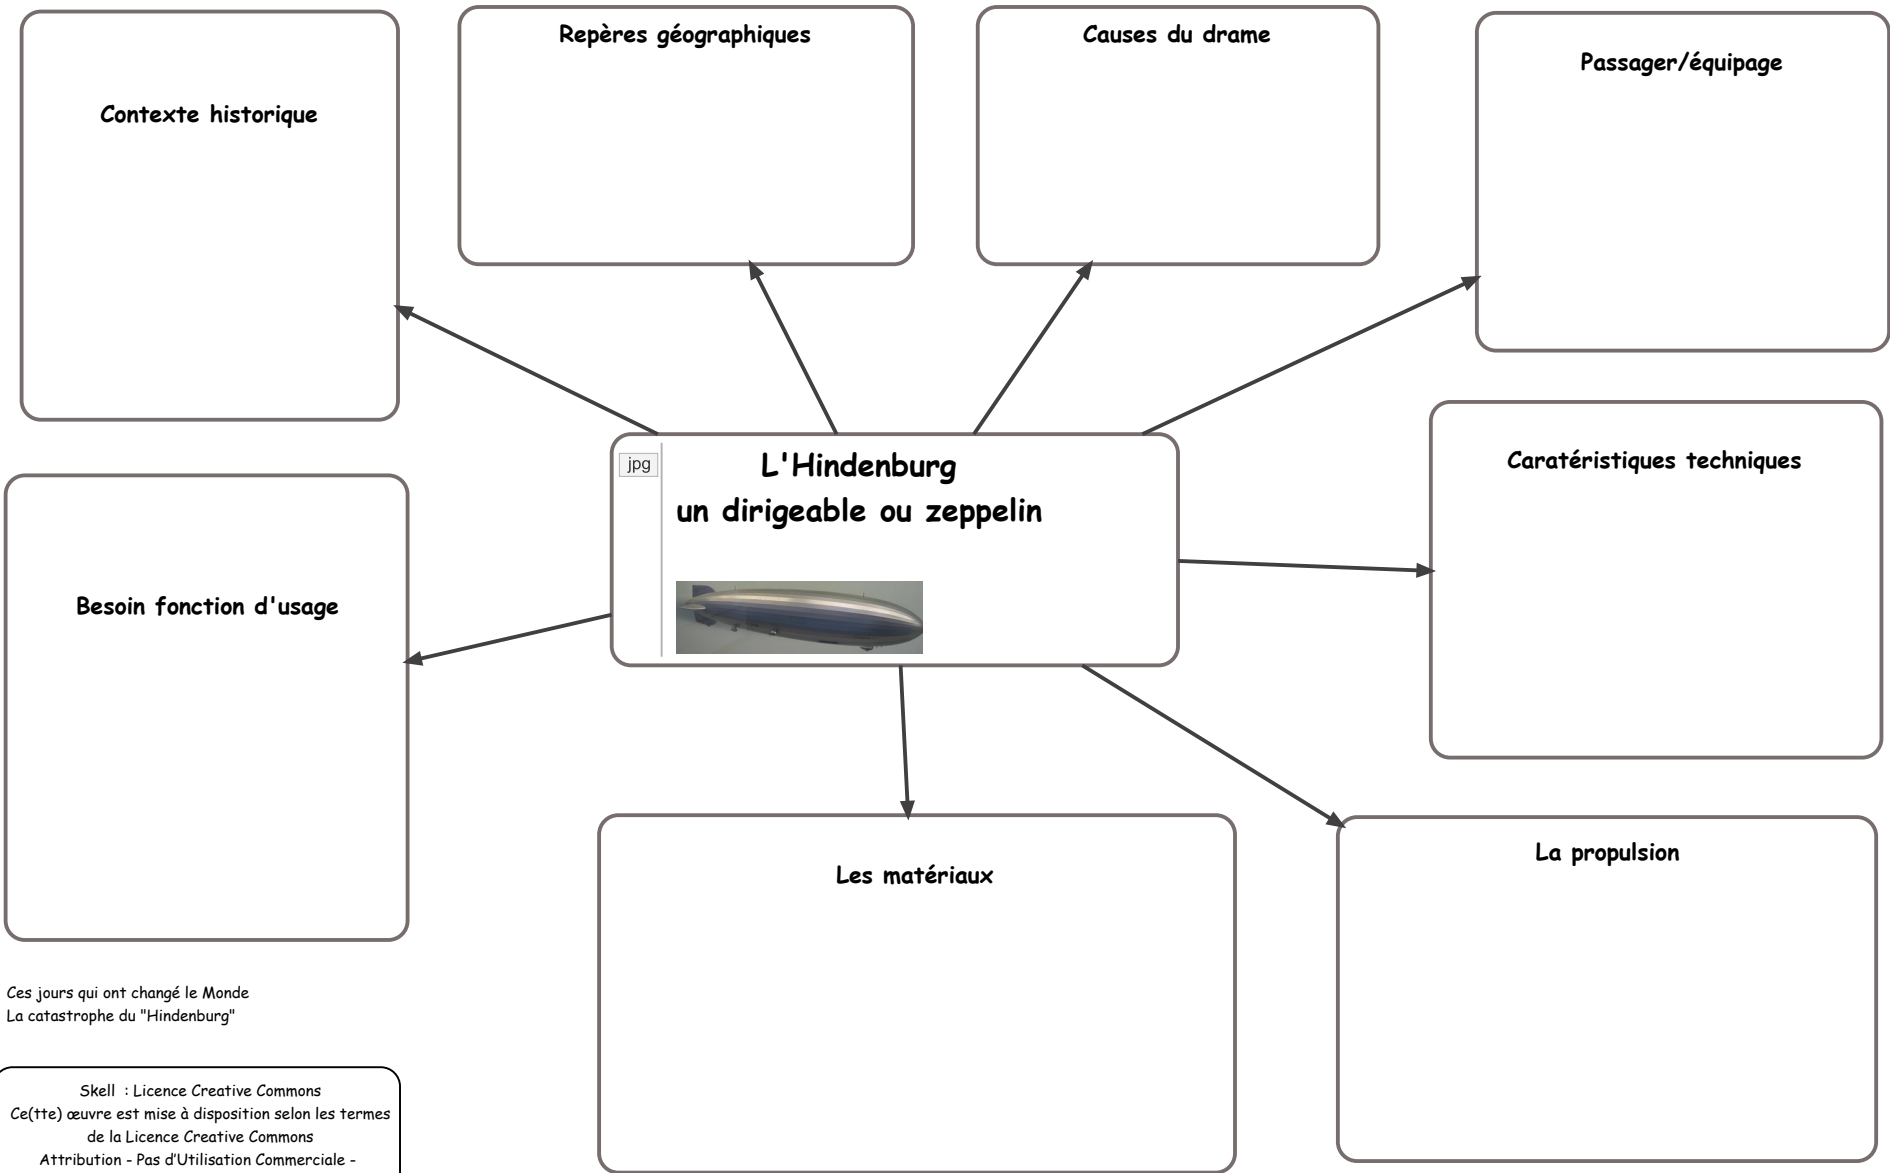 Repères géographiques
Causes du drame
Passager/équipage
Contexte historique
L'Hindenburg
un dirigeable ou zeppelin
jpg
Caratéristiques techniques
Besoin fonction d'usage
Les matériaux
La propulsion
Ces jours qui ont changé le Monde
La catastrophe du "Hindenburg"
Skell : Licence Creative Commons
Ce(tte) œuvre est mise à disposition selon les termes
de la Licence Creative Commons
Attribution - Pas d’Utilisation Commerciale -